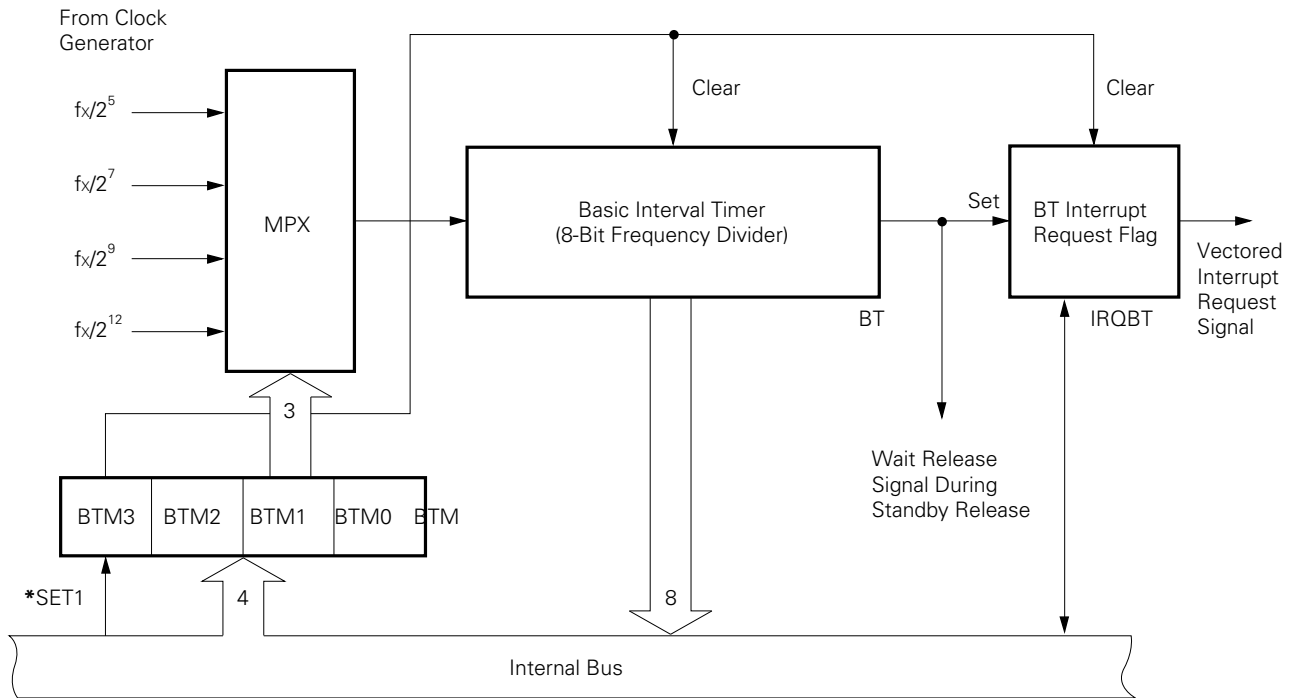 From Clock
Generator
fx/2^5
fx/2^7
fx/2^9
fx/2^12
MPX
Clear
Clear
Basic Interval Timer
(8-Bit Frequency Divider)
BT
Set
BT Interrupt
Request Flag
IRQBT
Vectored
Interrupt
Request
Signal
3
Wait Release
Signal During
Standby Release
BTM3 BTM2 BTM1 BTM0 BTM
*SET1
4
8
Internal Bus